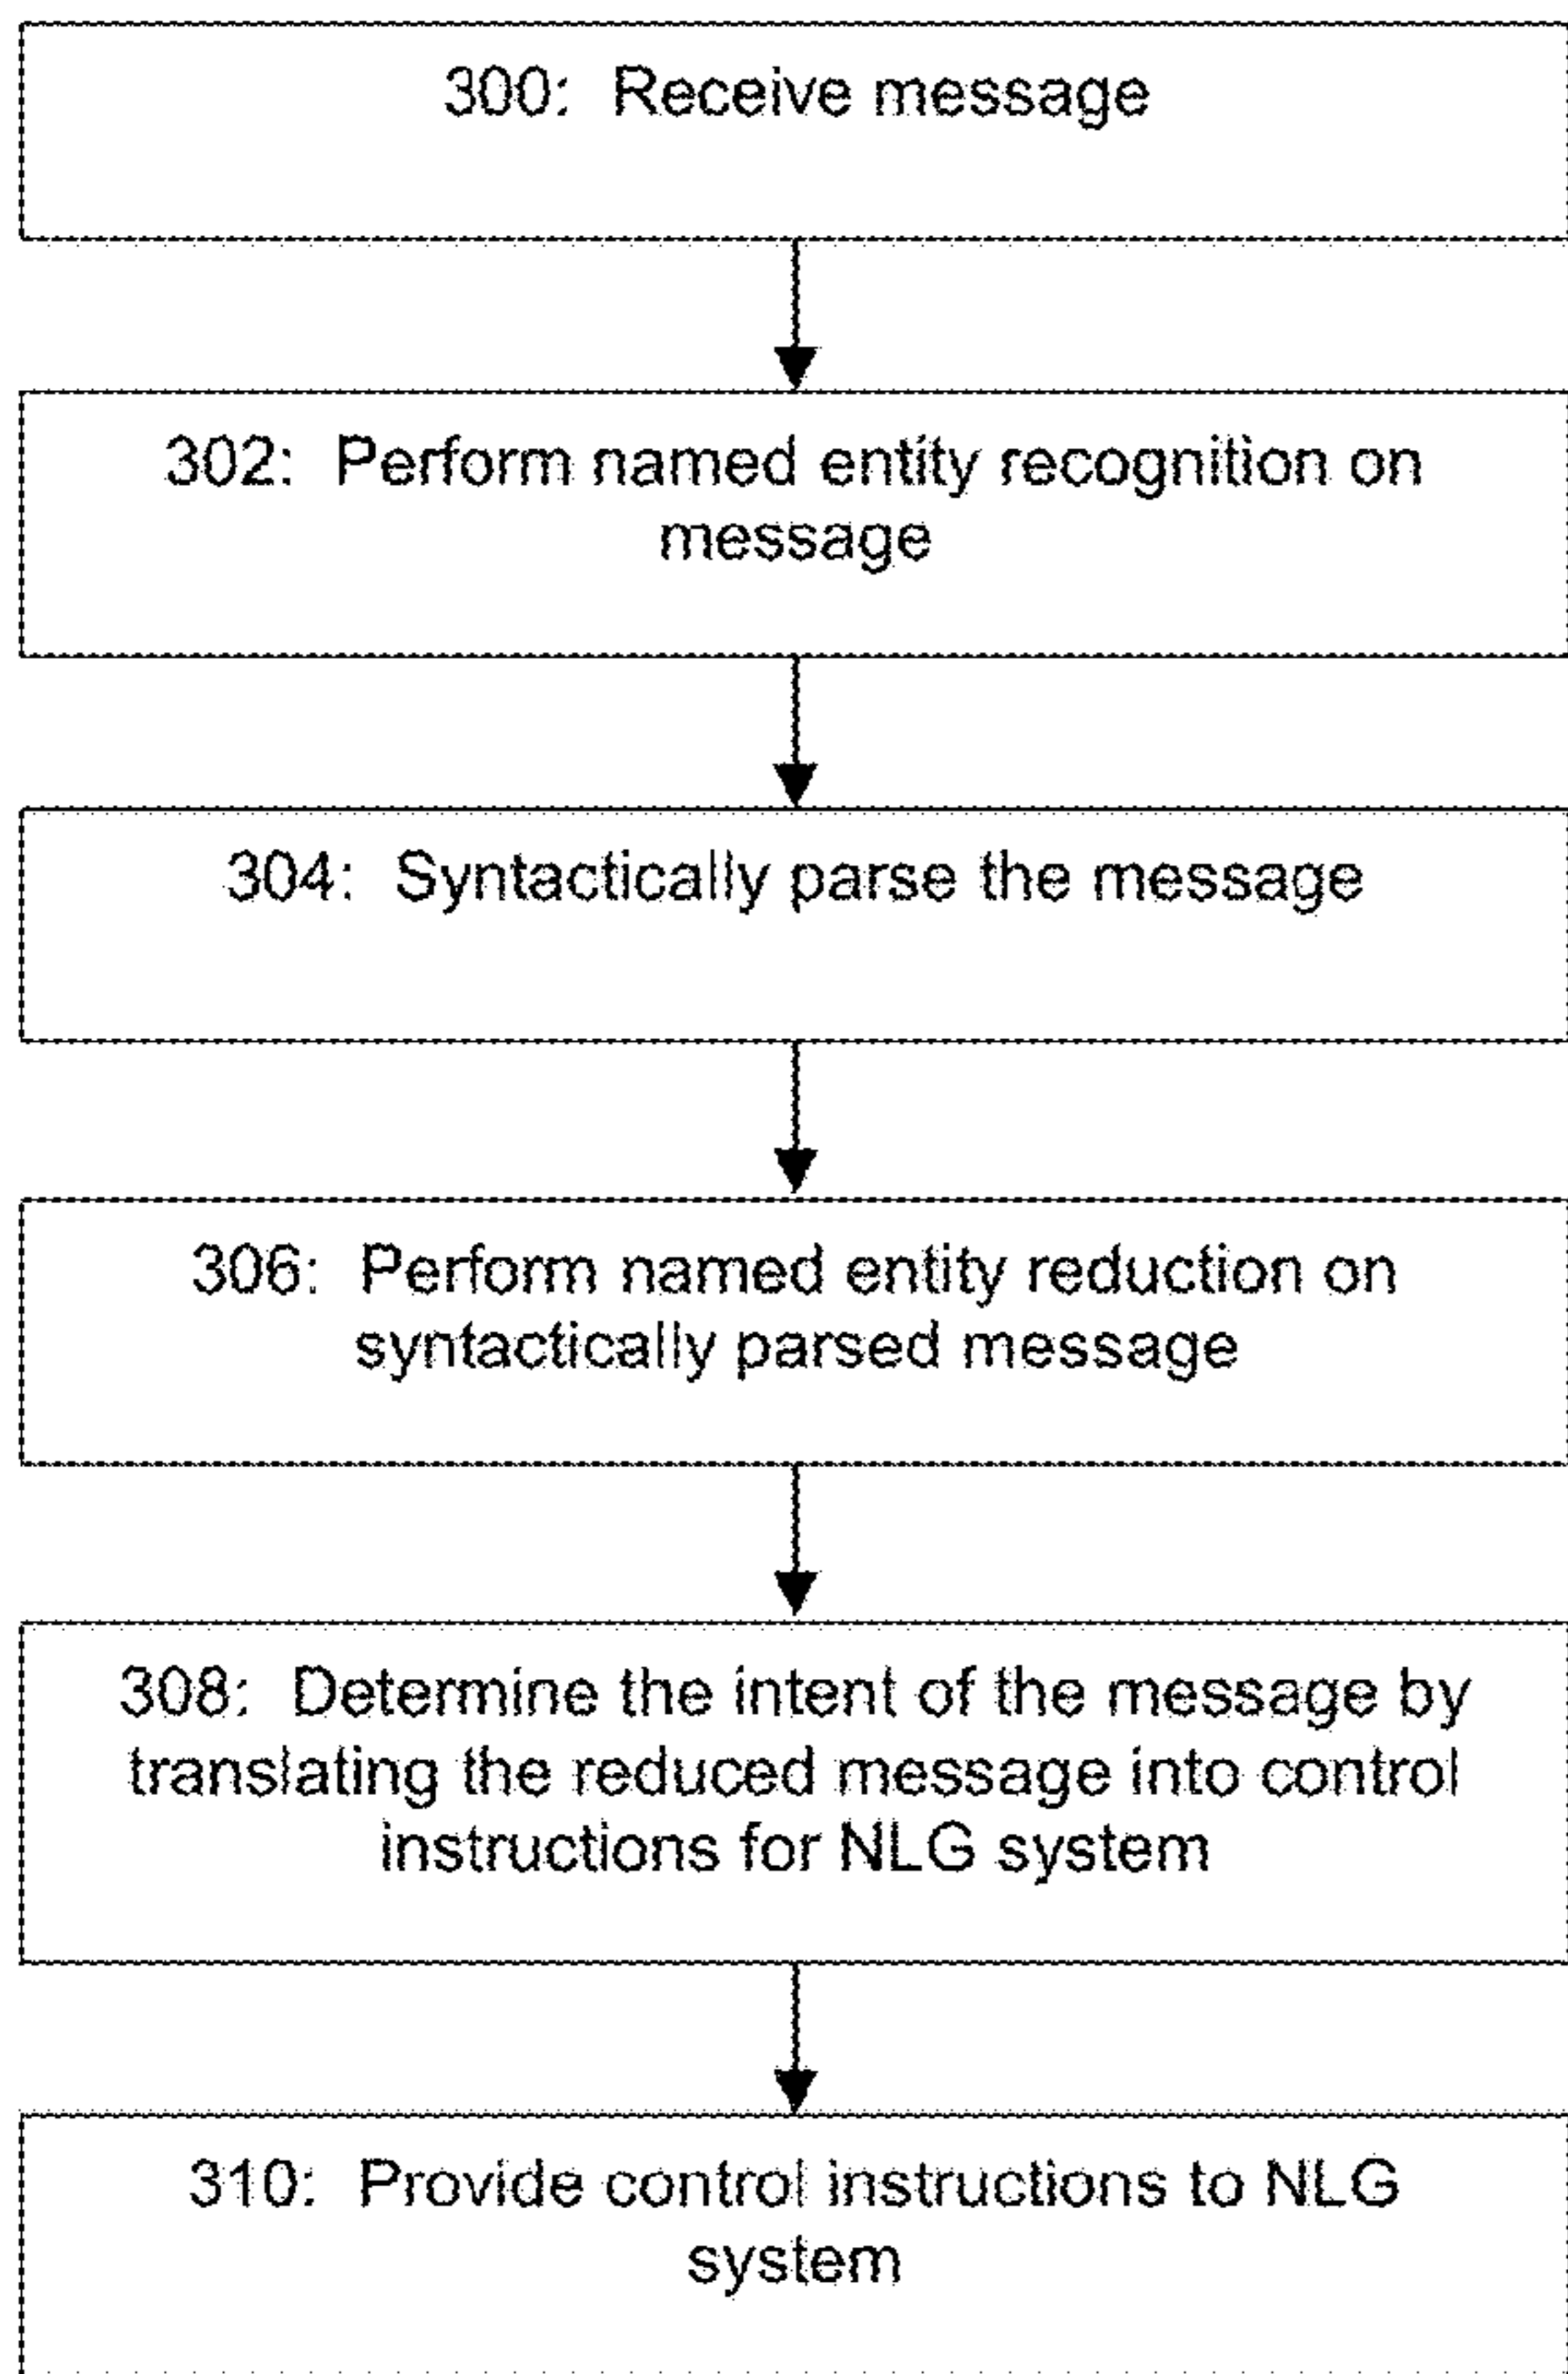 300: Receive message
302: Perform named entity recognition on
message
304: Syntactically parse the message
306: Perform named entity reduction on
syntactically parsed message
308: Determine the intent of the message by
translating the reduced message into control
instructions for NLG system
310: Provide control instructions to NLG
system